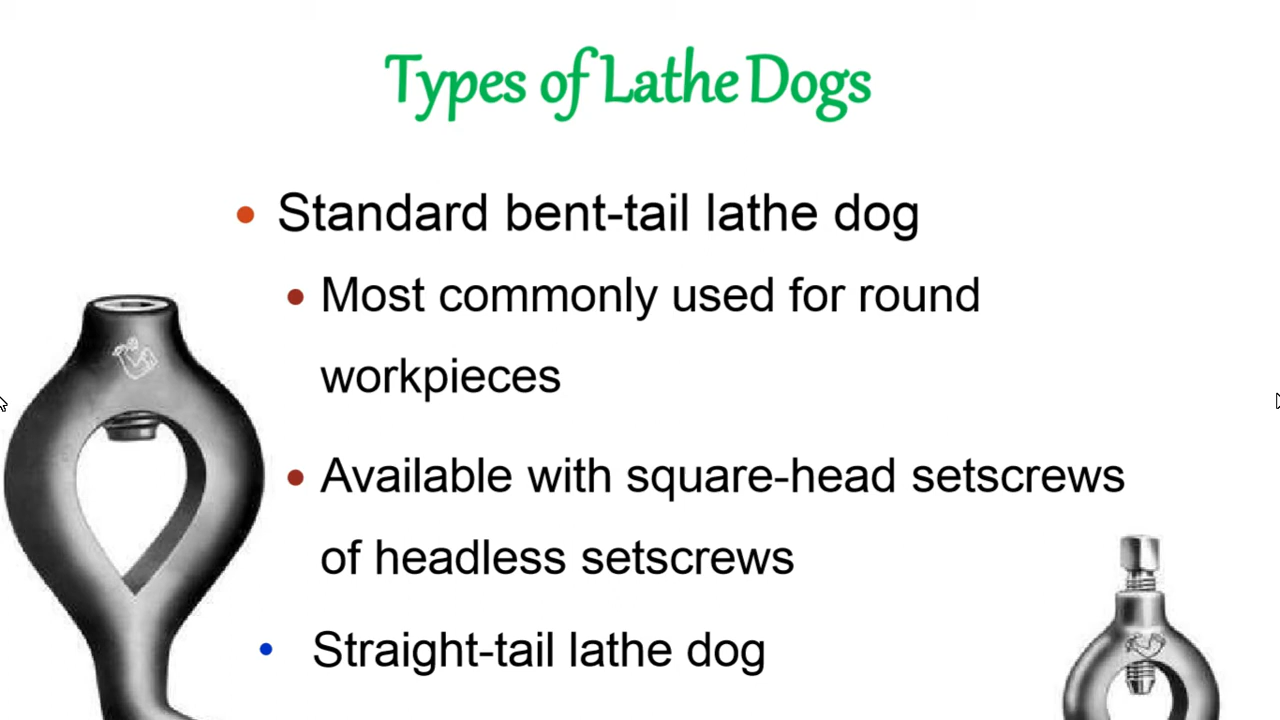 Types of Lathe Dogs
• Standard bent-tail lathe dog
• Most commonly used for round
workpieces
• Available with square-head setscrews
of headless setscrews
• Straight-tail lathe dog